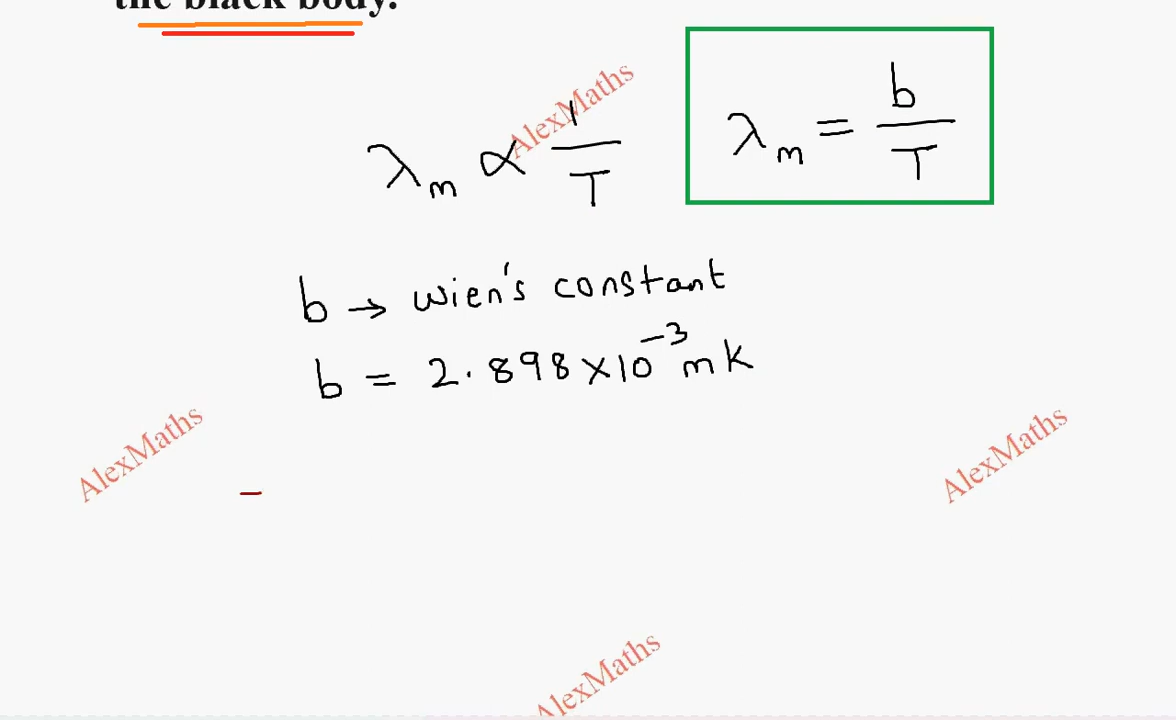 the black body.
λm ∝ 1/T
λm = b/T
b → wien's constant
b = 2.898×10⁻³ mk
AlexMaths
AlexMaths
AlexMaths
AlexMaths